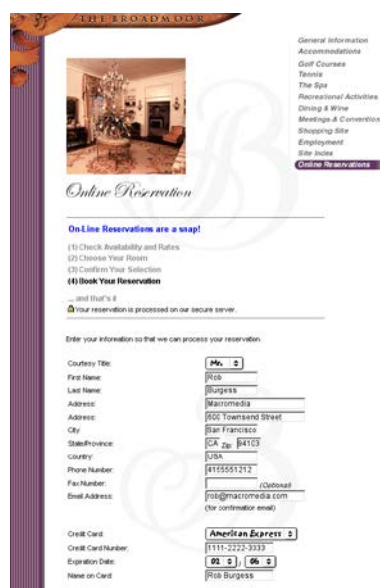 THE BROADMOOR
General Information
Accommodations
Golf Courses
Tennis
The Spa
Recreational Activities
Dining & Wine
Meetings & Convention
Shopping Site
Employment
Site Index
Online Reservations
Online Reservation
On-Line Reservations are a snap!
(1) Check Availability and Rates
(2) Choose Your Room
(3) Confirm Your Selection
(4) Book Your Reservation
... and that's it
Your reservation is processed on our secure server.
Enter your information so that we can process your reservation.
Courtesy Title: Mr.
First Name: Rob
Last Name: Burgess
Address: Macromedia
Address: 600 Townsend Street
City: San Francisco
State/Province: CA Zip: 94103
Country: USA
Phone Number: 4155551212
Fax Number: (Optional)
Email Address: rob@macromedia.com
(for confirmation email)
Credit Card: American Express
Credit Card Number: 1111-2222-3333
Expiration Date: 02 / 06
Name on Card: Rob Burgess